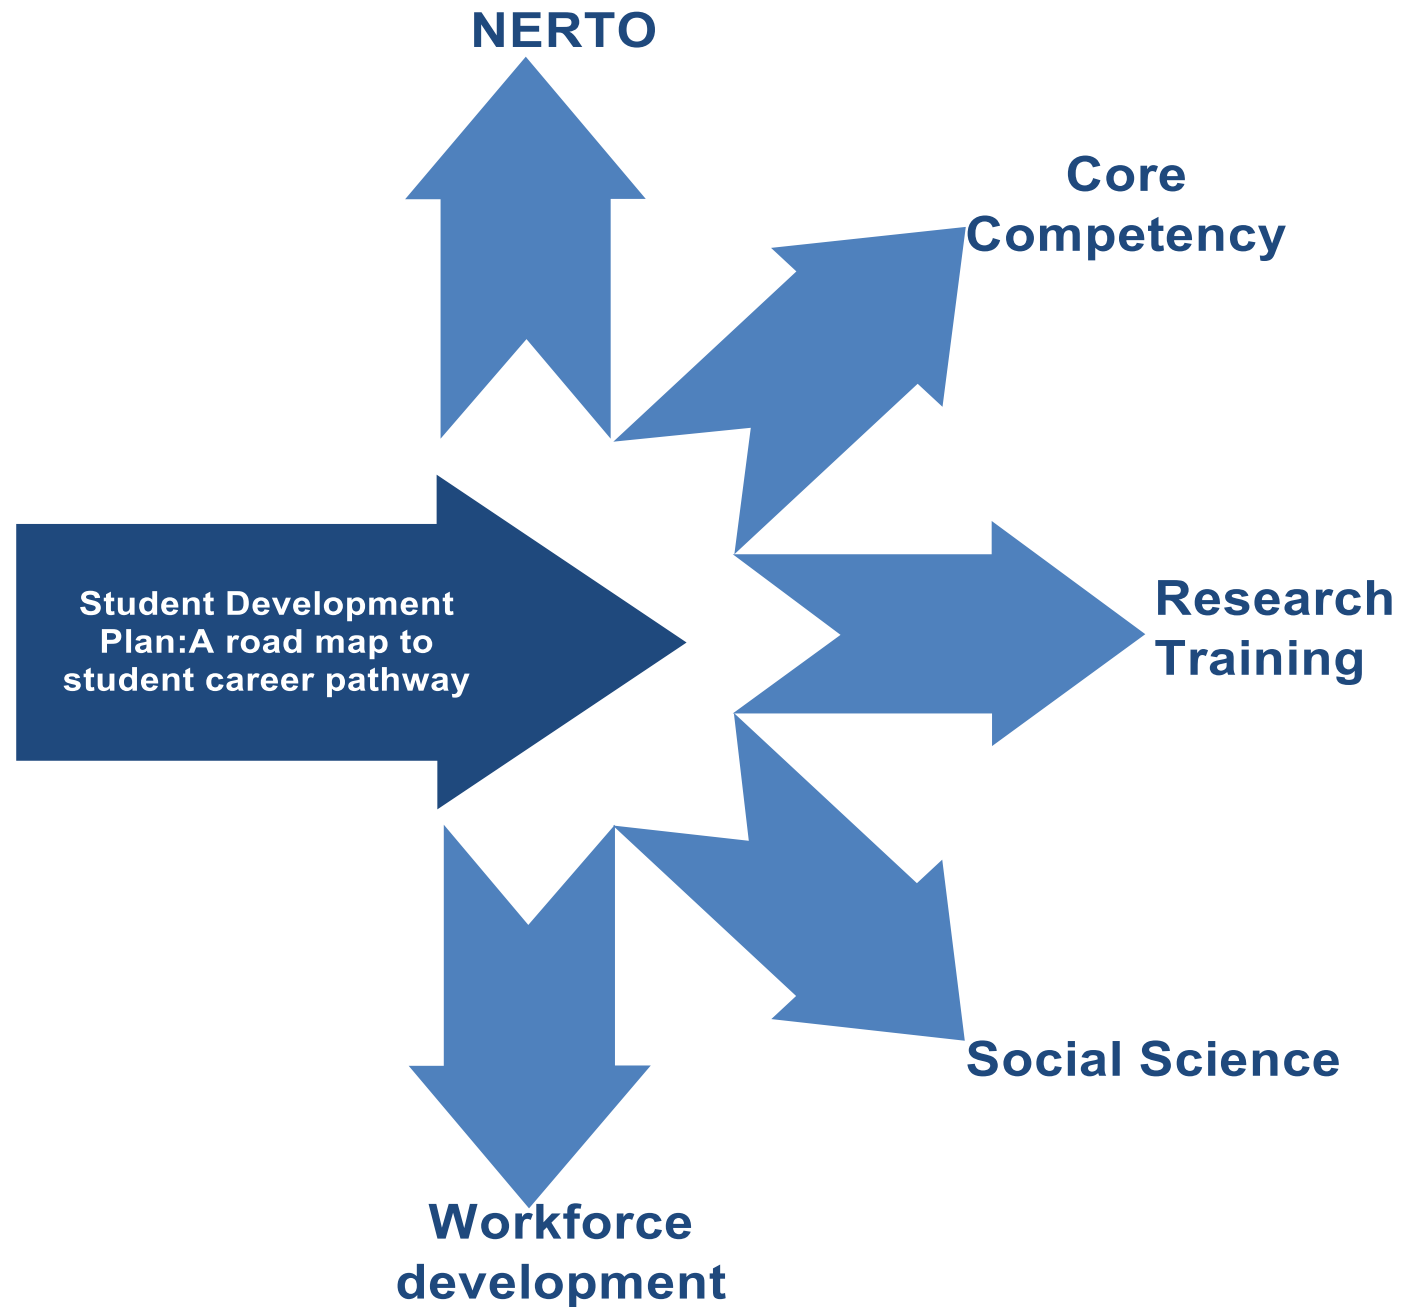 NERTO
Core
Competency
Student Development
Plan:A road map to
student career pathway
Research
Training
Social Science
Workforce
development